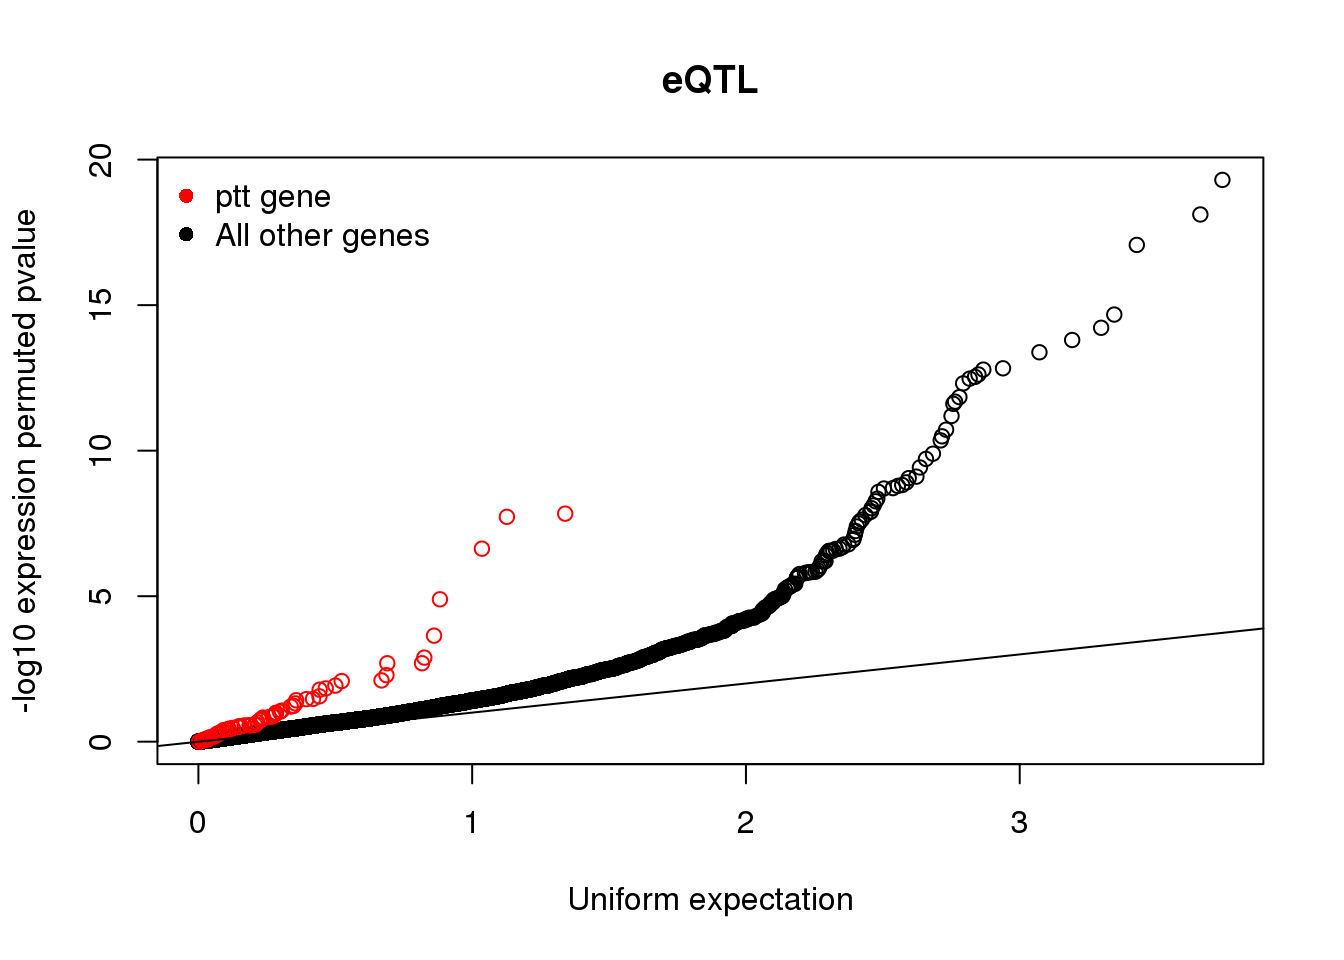 eQTL
ptt gene
All other genes
-log10 expression permuted pvalue
20
15
10
5
0
0 1 2 3
Uniform expectation